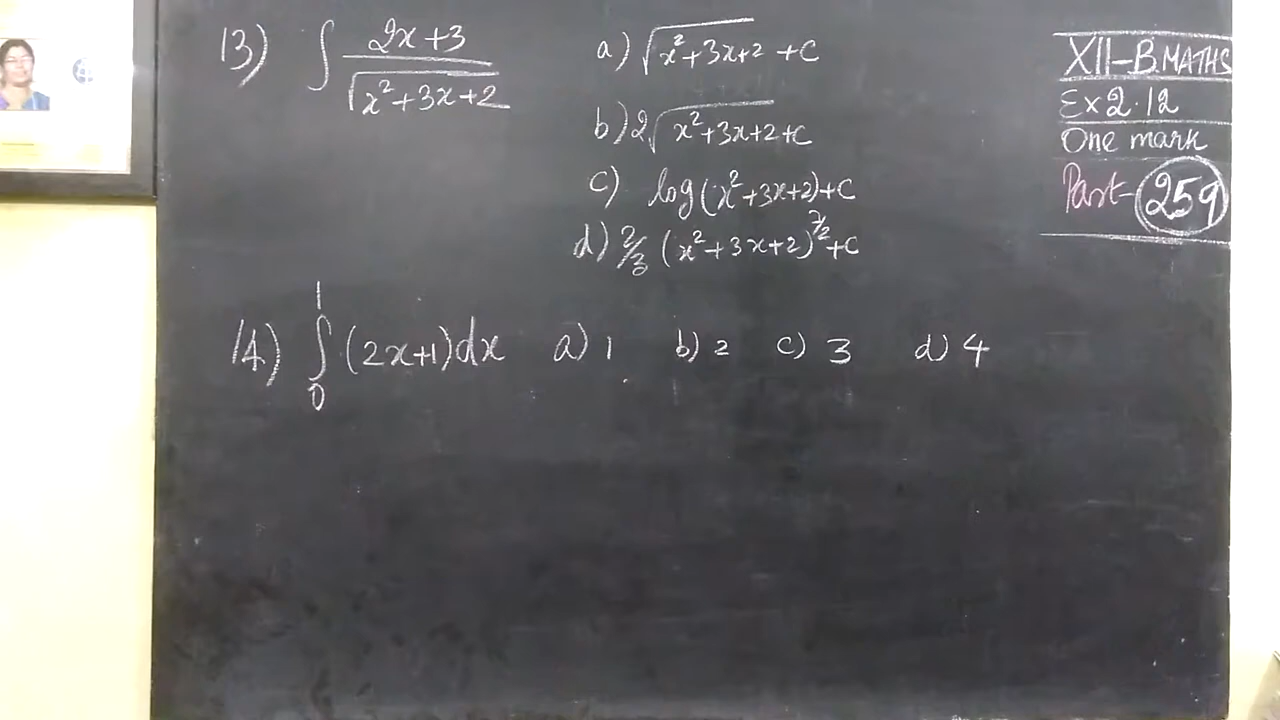 13) ∫ 2x+3 / √x²+3x+2
a) √x²+3x+2 + c
b) 2√x²+3x+2 + c
c) log(x²+3x+2)+c
d) 2/3 (x²+3x+2)^7/2 + c
14) ∫₀¹ (2x+1)dx a) 1 b) 2 c) 3 d) 4
XII-B.MATHS
Ex 2.12
One mark
Part-259